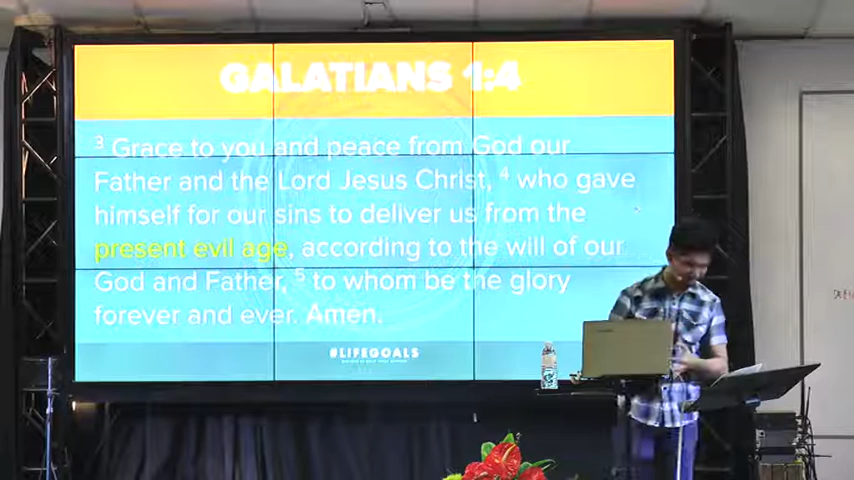 GALATIANS 1:4
3 Grace to you and peace from God our
Father and the Lord Jesus Christ, 4 who gave
himself for our sins to deliver us from the
present evil age, according to the will of our
God and Father, 5 to whom be the glory
forever and ever. Amen.
#LIFEGOALS